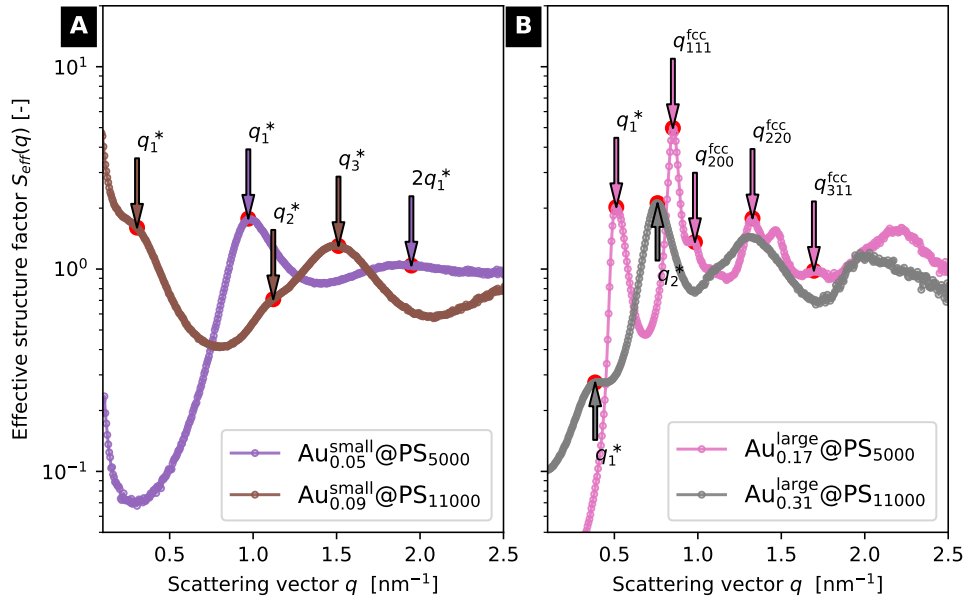 A
B
Effective structure factor S_eff(q) [-]
10¹
10⁰
10⁻¹
q₁*
q₁*
q₂*
q₃*
2q₁*
Au^small_0.05@PS_5000
Au^small_0.09@PS_11000
0.5 1.0 1.5 2.0 2.5
Scattering vector q [nm⁻¹]
q₁*
q^fcc_111
q^fcc_200
q^fcc_220
q^fcc_311
q₂*
q₁*
Au^large_0.17@PS_5000
Au^large_0.31@PS_11000
0.5 1.0 1.5 2.0 2.5
Scattering vector q [nm⁻¹]